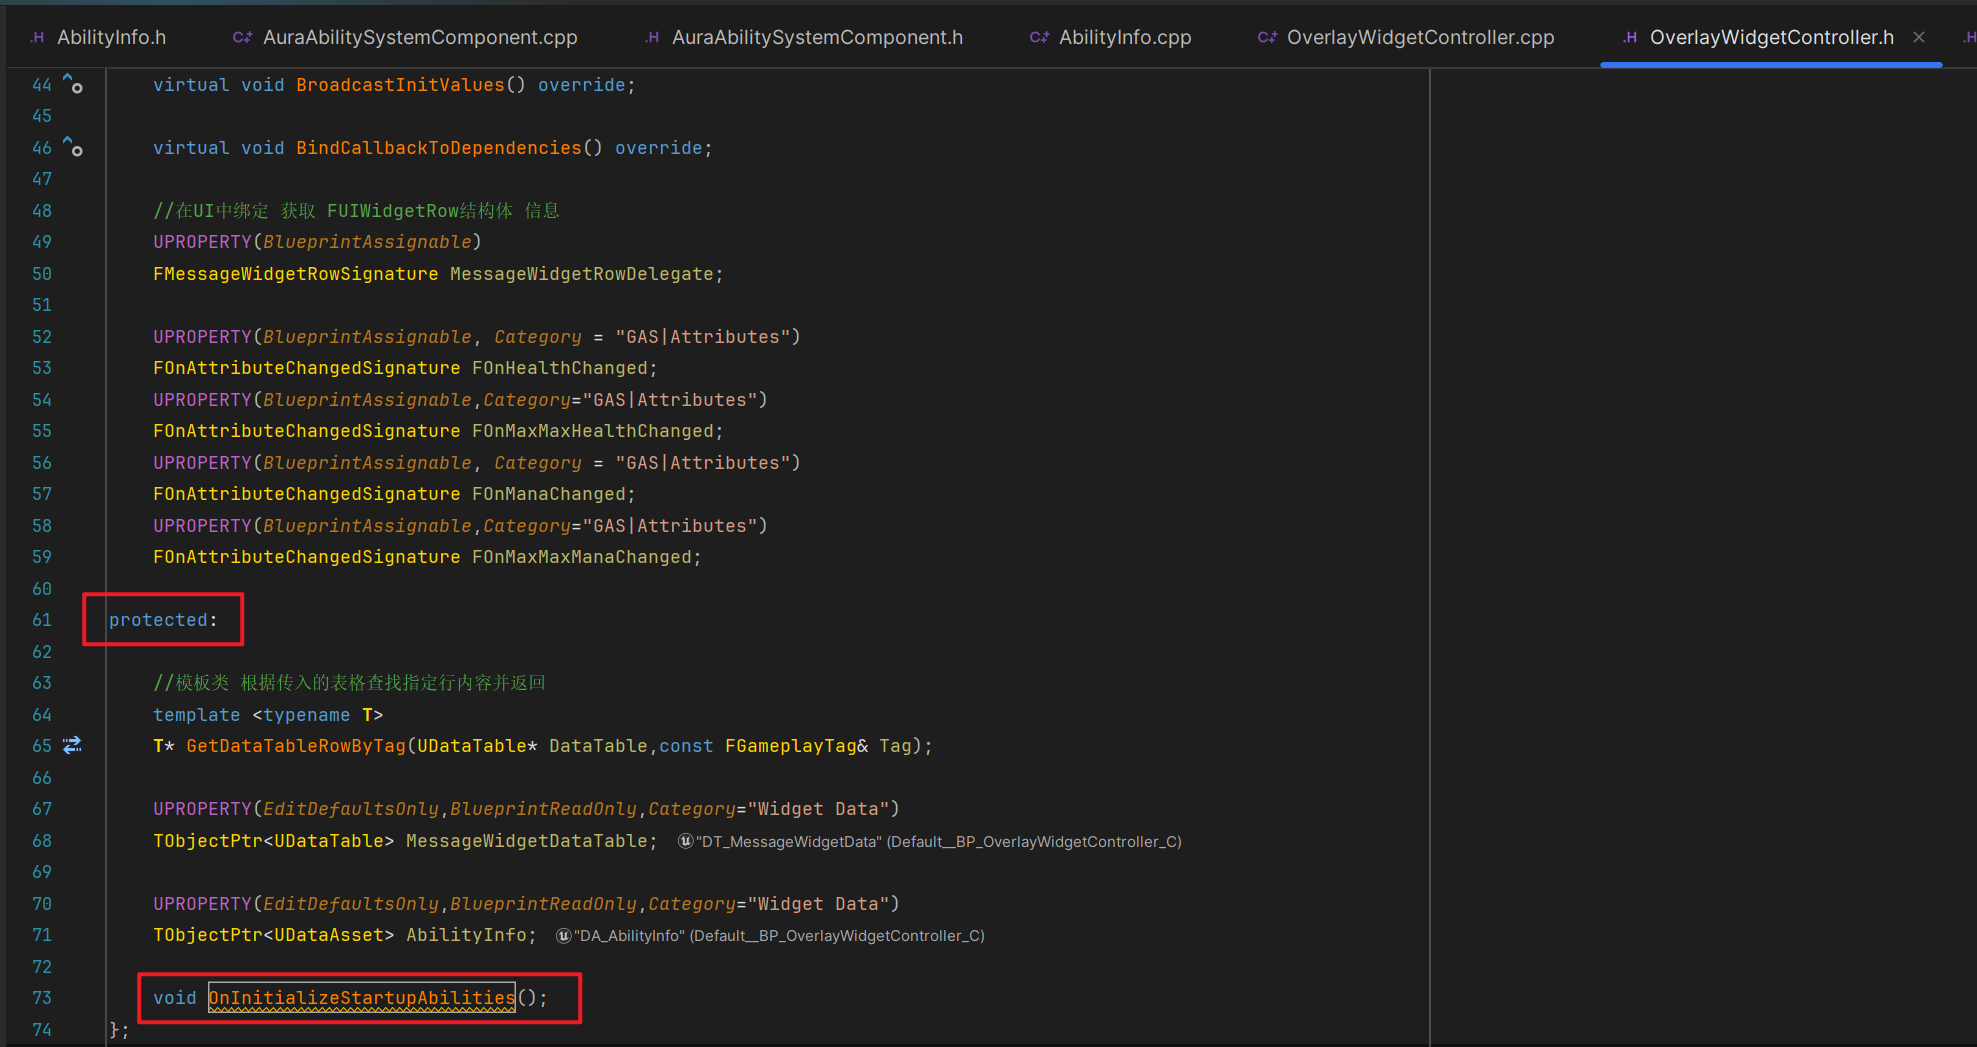 .H AbilityInfo.h C++ AuraAbilitySystemComponent.cpp .H AuraAbilitySystemComponent.h C++ AbilityInfo.cpp C++ OverlayWidgetController.cpp .H OverlayWidgetController.h × .H
44 virtual void BroadcastInitValues() override;
45
46 virtual void BindCallbackToDependencies() override;
47
48 //在UI中绑定 获取 FUIWidgetRow结构体 信息
49 UPROPERTY(BlueprintAssignable)
50 FMessageWidgetRowSignature MessageWidgetRowDelegate;
51
52 UPROPERTY(BlueprintAssignable, Category = "GAS|Attributes")
53 FOnAttributeChangedSignature FOnHealthChanged;
54 UPROPERTY(BlueprintAssignable,Category="GAS|Attributes")
55 FOnAttributeChangedSignature FOnMaxMaxHealthChanged;
56 UPROPERTY(BlueprintAssignable, Category = "GAS|Attributes")
57 FOnAttributeChangedSignature FOnManaChanged;
58 UPROPERTY(BlueprintAssignable,Category="GAS|Attributes")
59 FOnAttributeChangedSignature FOnMaxMaxManaChanged;
60
61 protected:
62
63 //模板类 根据传入的表格查找指定行内容并返回
64 template <typename T>
65 T* GetDataTableRowByTag(UDataTable* DataTable,const FGameplayTag& Tag);
66
67 UPROPERTY(EditDefaultsOnly,BlueprintReadOnly,Category="Widget Data")
68 TObjectPtr<UDataTable> MessageWidgetDataTable; "DT_MessageWidgetData" (Default__BP_OverlayWidgetController_C)
69
70 UPROPERTY(EditDefaultsOnly,BlueprintReadOnly,Category="Widget Data")
71 TObjectPtr<UDataAsset> AbilityInfo; "DA_AbilityInfo" (Default__BP_OverlayWidgetController_C)
72
73 void OnInitializeStartupAbilities();
74 };